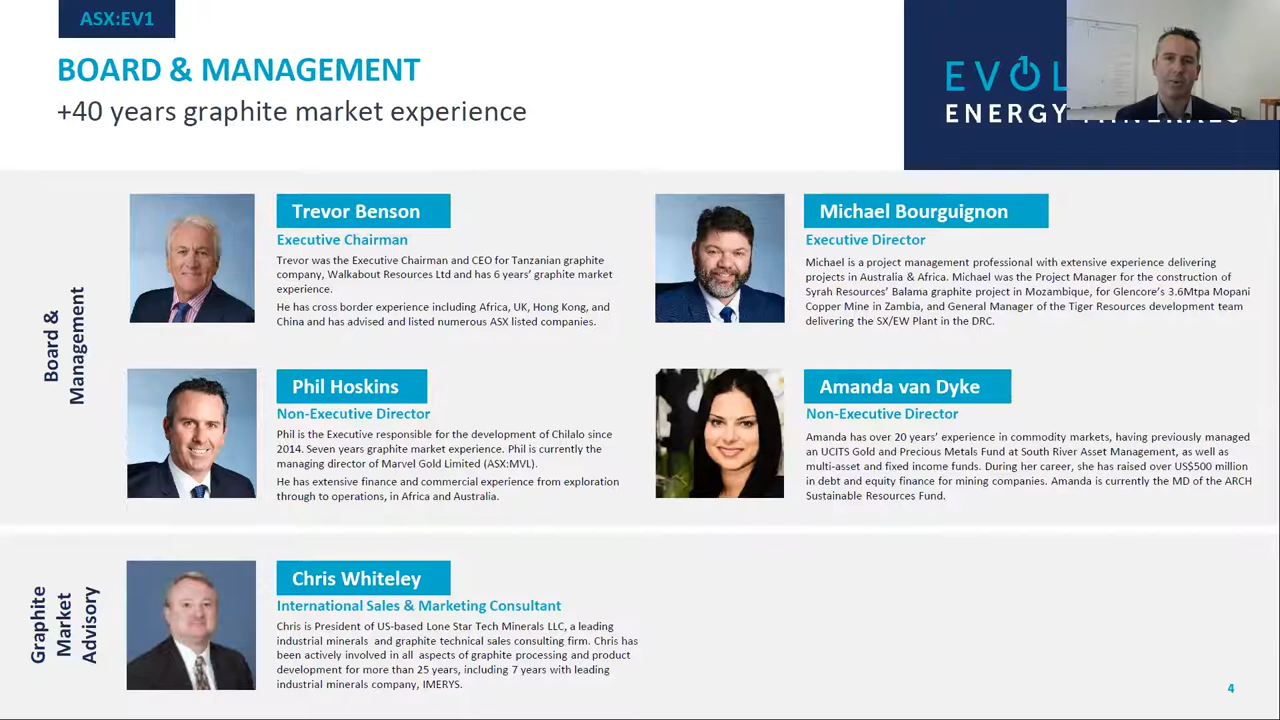 ASX:EV1
BOARD & MANAGEMENT
+40 years graphite market experience
EVOL
ENERGY MINERALS
Board &
Management
Trevor Benson
Executive Chairman
Trevor was the Executive Chairman and CEO for Tanzanian graphite
company, Walkabout Resources Ltd and has 6 years' graphite market
experience.
He has cross border experience including Africa, UK, Hong Kong, and
China and has advised and listed numerous ASX listed companies.
Michael Bourguignon
Executive Director
Michael is a project management professional with extensive experience delivering
projects in Australia & Africa. Michael was the Project Manager for the construction of
Syrah Resources' Balama graphite project in Mozambique, for Glencore's 3.6Mtpa Mopani
Copper Mine in Zambia, and General Manager of the Tiger Resources development team
delivering the SX/EW Plant in the DRC.
Phil Hoskins
Non-Executive Director
Phil is the Executive responsible for the development of Chilalo since
2014. Seven years graphite market experience. Phil is currently the
managing director of Marvel Gold Limited (ASX:MVL).
He has extensive finance and commercial experience from exploration
through to operations, in Africa and Australia.
Amanda van Dyke
Non-Executive Director
Amanda has over 20 years' experience in commodity markets, having previously managed
an UCITS Gold and Precious Metals Fund at South River Asset Management, as well as
multi-asset and fixed income funds. During her career, she has raised over US$500 million
in debt and equity finance for mining companies. Amanda is currently the MD of the ARCH
Sustainable Resources Fund.
Graphite
Market
Advisory
Chris Whiteley
International Sales & Marketing Consultant
Chris is President of US-based Lone Star Tech Minerals LLC, a leading
industrial minerals and graphite technical sales consulting firm. Chris has
been actively involved in all aspects of graphite processing and product
development for more than 25 years, including 7 years with leading
industrial minerals company, IMERYS.
4